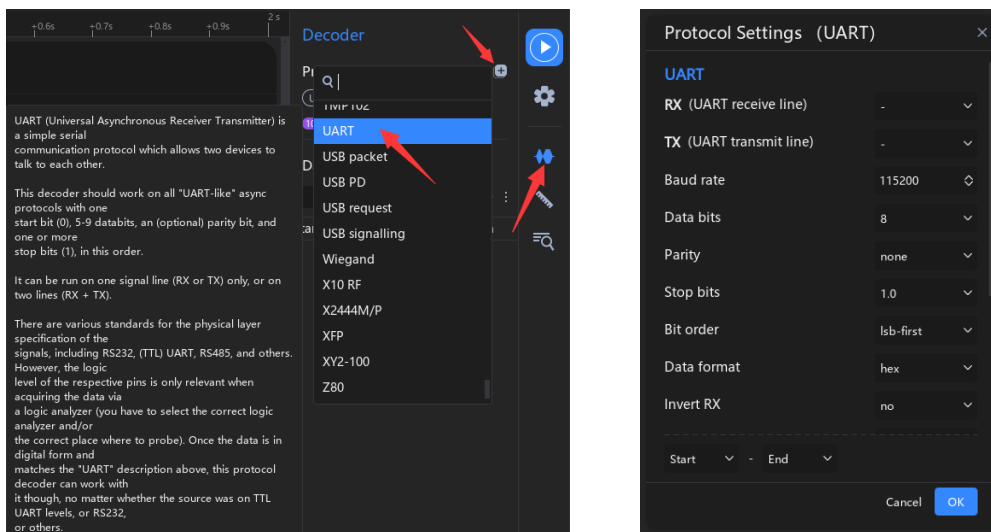 +0.6s +0.7s +0.8s +0.9s 2 s
Decoder
TMP102
UART
USB packet
USB PD
USB request
USB signalling
Wiegand
X10 RF
X2444M/P
XFP
XY2-100
Z80
UART (Universal Asynchronous Receiver Transmitter) is
a simple serial
communication protocol which allows two devices to
talk to each other.
This decoder should work on all "UART-like" async
protocols with one
start bit (0), 5-9 databits, an (optional) parity bit, and
one or more
stop bits (1), in this order.
It can be run on one signal line (RX or TX) only, or on
two lines (RX + TX).
There are various standards for the physical layer
specification of the
signals, including RS232, (TTL) UART, RS485, and others.
However, the logic
level of the respective pins is only relevant when
acquiring the data via
a logic analyzer (you have to select the correct logic
analyzer and/or
the correct place where to probe). Once the data is in
digital form and
matches the "UART" description above, this protocol
decoder can work with
it though, no matter whether the source was on TTL
UART levels, or RS232,
or others.
Protocol Settings (UART) ×
UART
RX (UART receive line) -
TX (UART transmit line) -
Baud rate 115200
Data bits 8
Parity none
Stop bits 1.0
Bit order lsb-first
Data format hex
Invert RX no
Start - End
Cancel OK